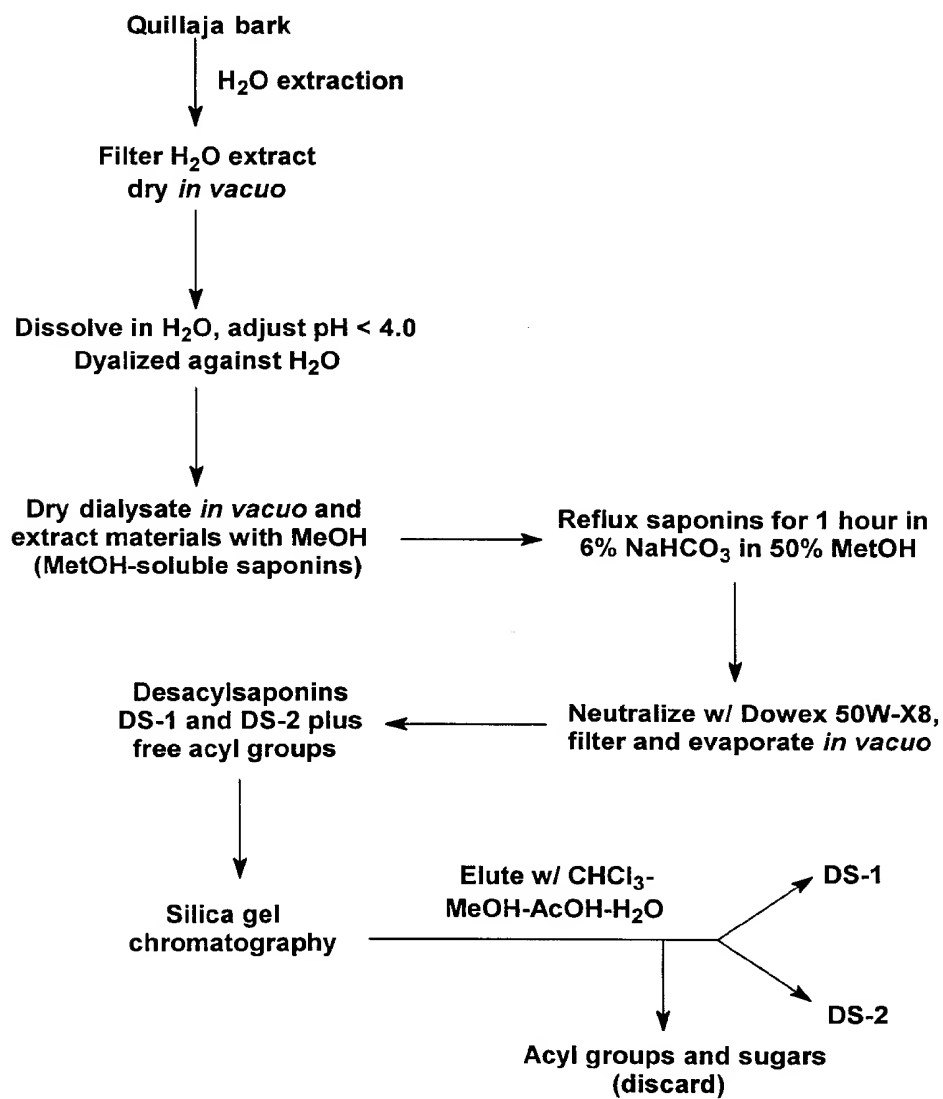 Quillaja bark
H₂O extraction
Filter H₂O extract
dry in vacuo
Dissolve in H₂O, adjust pH < 4.0
Dyalized against H₂O
Dry dialysate in vacuo and
extract materials with MeOH
(MetOH-soluble saponins)
Reflux saponins for 1 hour in
6% NaHCO₃ in 50% MetOH
Neutralize w/ Dowex 50W-X8,
filter and evaporate in vacuo
Desacylsaponins
DS-1 and DS-2 plus
free acyl groups
Silica gel
chromatography
Elute w/ CHCl₃-
MeOH-AcOH-H₂O
DS-1
DS-2
Acyl groups and sugars
(discard)